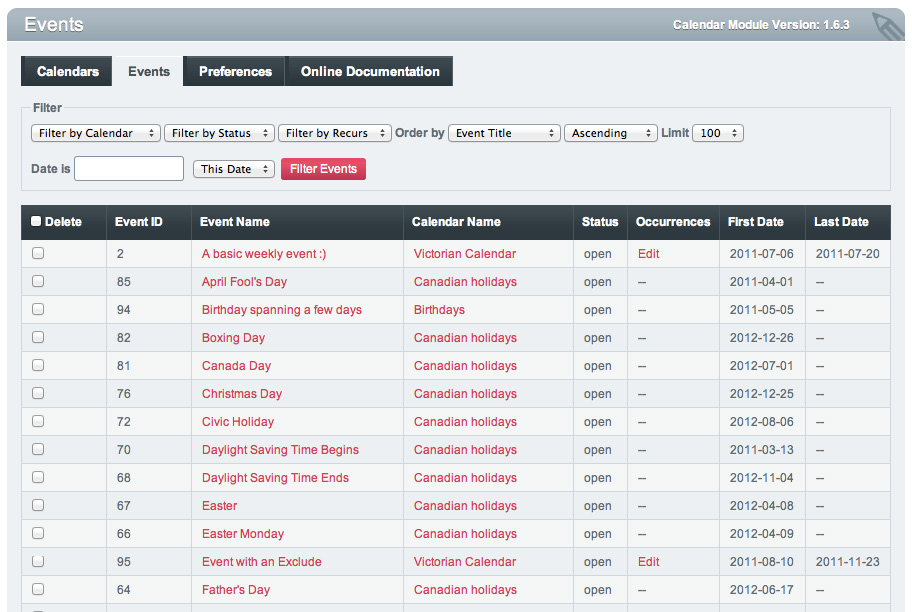 Events Calendar Module Version: 1.6.3
Calendars Events Preferences Online Documentation
Filter
Filter by Calendar Filter by Status Filter by Recurs Order by Event Title Ascending Limit 100
Date is This Date Filter Events
Delete Event ID Event Name Calendar Name Status Occurrences First Date Last Date
2 A basic weekly event :) Victorian Calendar open Edit 2011-07-06 2011-07-20
85 April Fool's Day Canadian holidays open -- 2011-04-01 --
94 Birthday spanning a few days Birthdays open -- 2011-05-05 --
82 Boxing Day Canadian holidays open -- 2012-12-26 --
81 Canada Day Canadian holidays open -- 2012-07-01 --
76 Christmas Day Canadian holidays open -- 2012-12-25 --
72 Civic Holiday Canadian holidays open -- 2012-08-06 --
70 Daylight Saving Time Begins Canadian holidays open -- 2011-03-13 --
68 Daylight Saving Time Ends Canadian holidays open -- 2012-11-04 --
67 Easter Canadian holidays open -- 2012-04-08 --
66 Easter Monday Canadian holidays open -- 2012-04-09 --
95 Event with an Exclude Victorian Calendar open Edit 2011-08-10 2011-11-23
64 Father's Day Canadian holidays open -- 2012-06-17 --